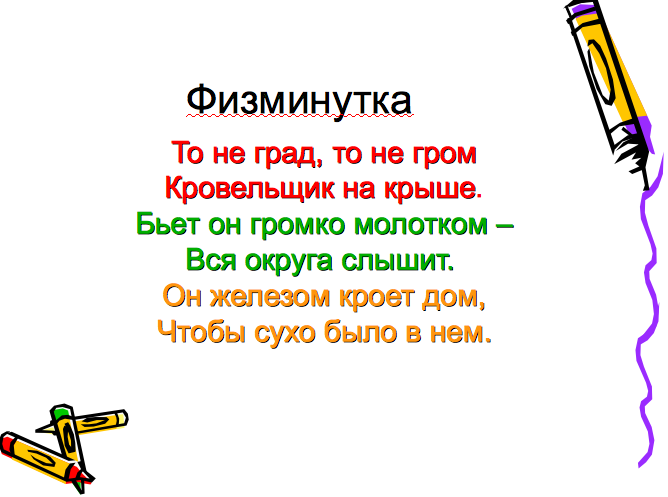 Физминутка
То не град, то не гром
Кровельщик на крыше.
Бьет он громко молотком –
Вся округа слышит.
Он железом кроет дом,
Чтобы сухо было в нем.